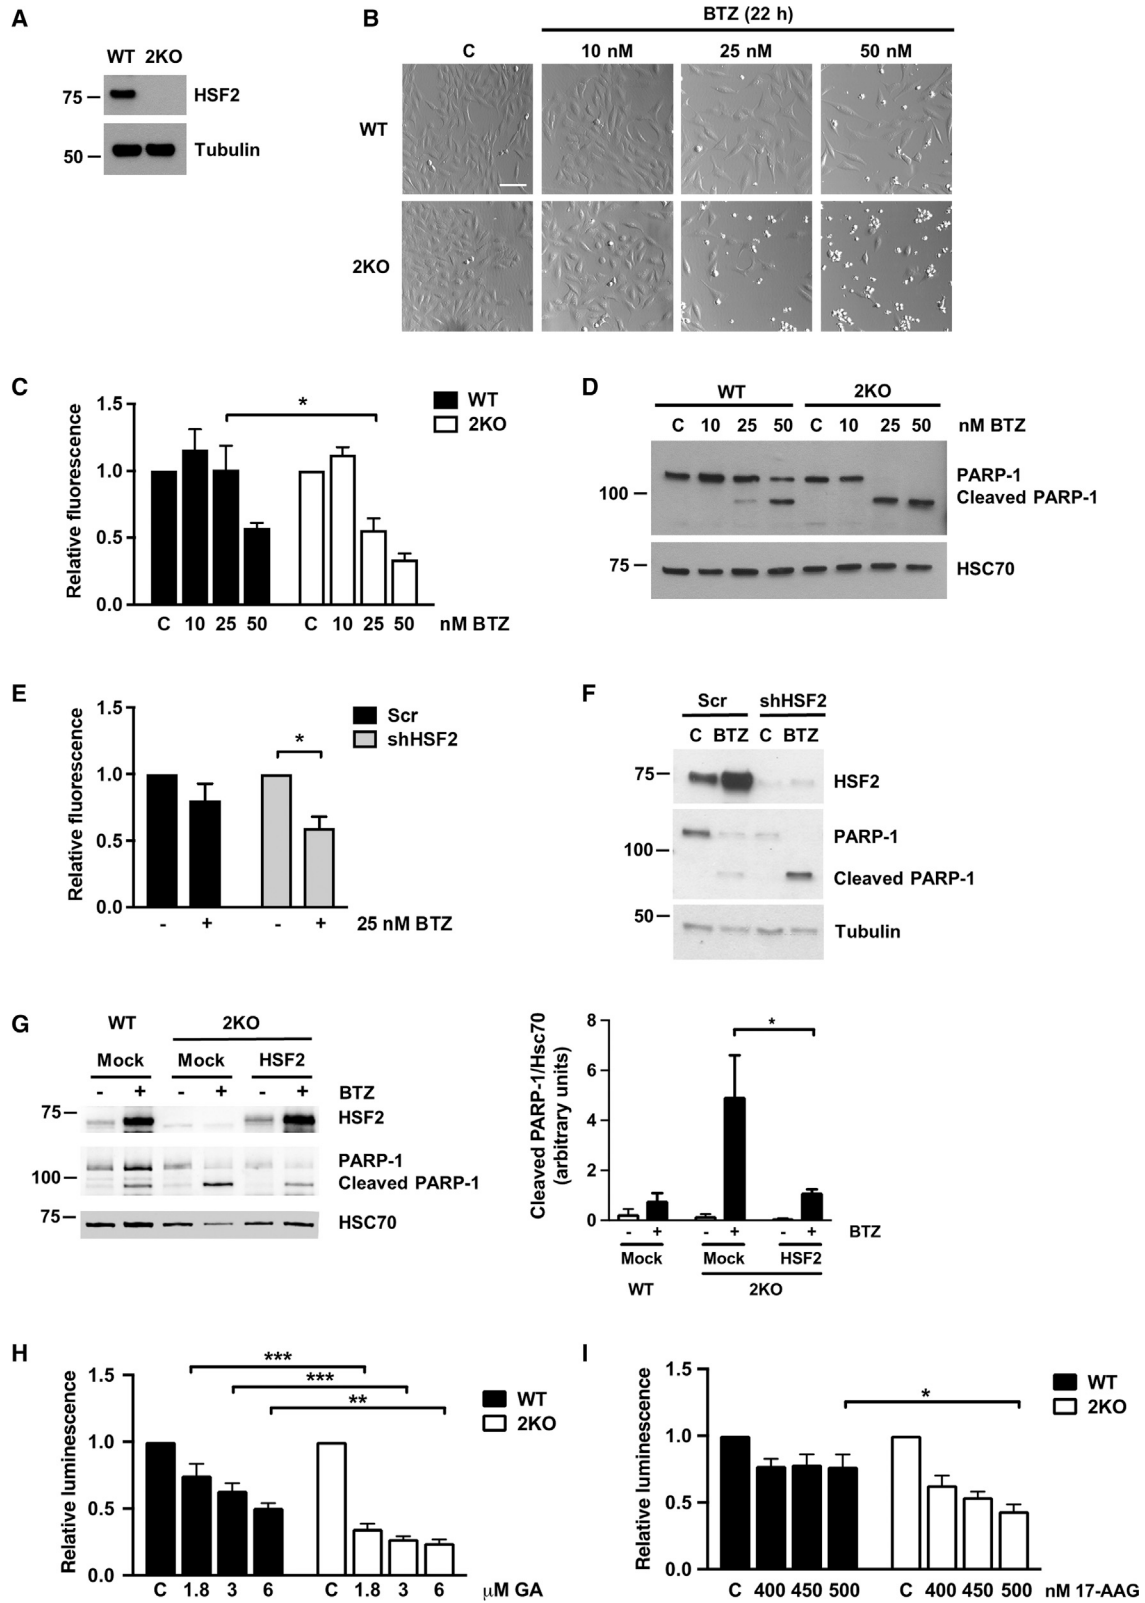 A
WT 2KO
75
HSF2
50
Tubulin
B
BTZ (22 h)
C 10 nM 25 nM 50 nM
WT
2KO
C
Relative fluorescence
1.5
1.0
0.5
0.0
*
WT
2KO
C 10 25 50 C 10 25 50 nM BTZ
D
WT 2KO
C 10 25 50 C 10 25 50 nM BTZ
PARP-1
100
Cleaved PARP-1
75
HSC70
E
Relative fluorescence
1.5
1.0
0.5
0.0
*
Scr
shHSF2
- + - + 25 nM BTZ
F
Scr shHSF2
C BTZ C BTZ
75
HSF2
PARP-1
100
Cleaved PARP-1
50
Tubulin
G
WT 2KO
Mock Mock HSF2
- + - + - + BTZ
75
HSF2
PARP-1
100
Cleaved PARP-1
75
HSC70
Cleaved PARP-1/Hsc70
(arbitrary units)
8
6
4
2
0
*
- + - + - + BTZ
Mock Mock HSF2
WT 2KO
H
Relative luminescence
1.5
1.0
0.5
0.0
***
***
**
WT
2KO
C 1.8 3 6 C 1.8 3 6 µM GA
I
Relative luminescence
1.5
1.0
0.5
0.0
*
WT
2KO
C 400 450 500 C 400 450 500 nM 17-AAG